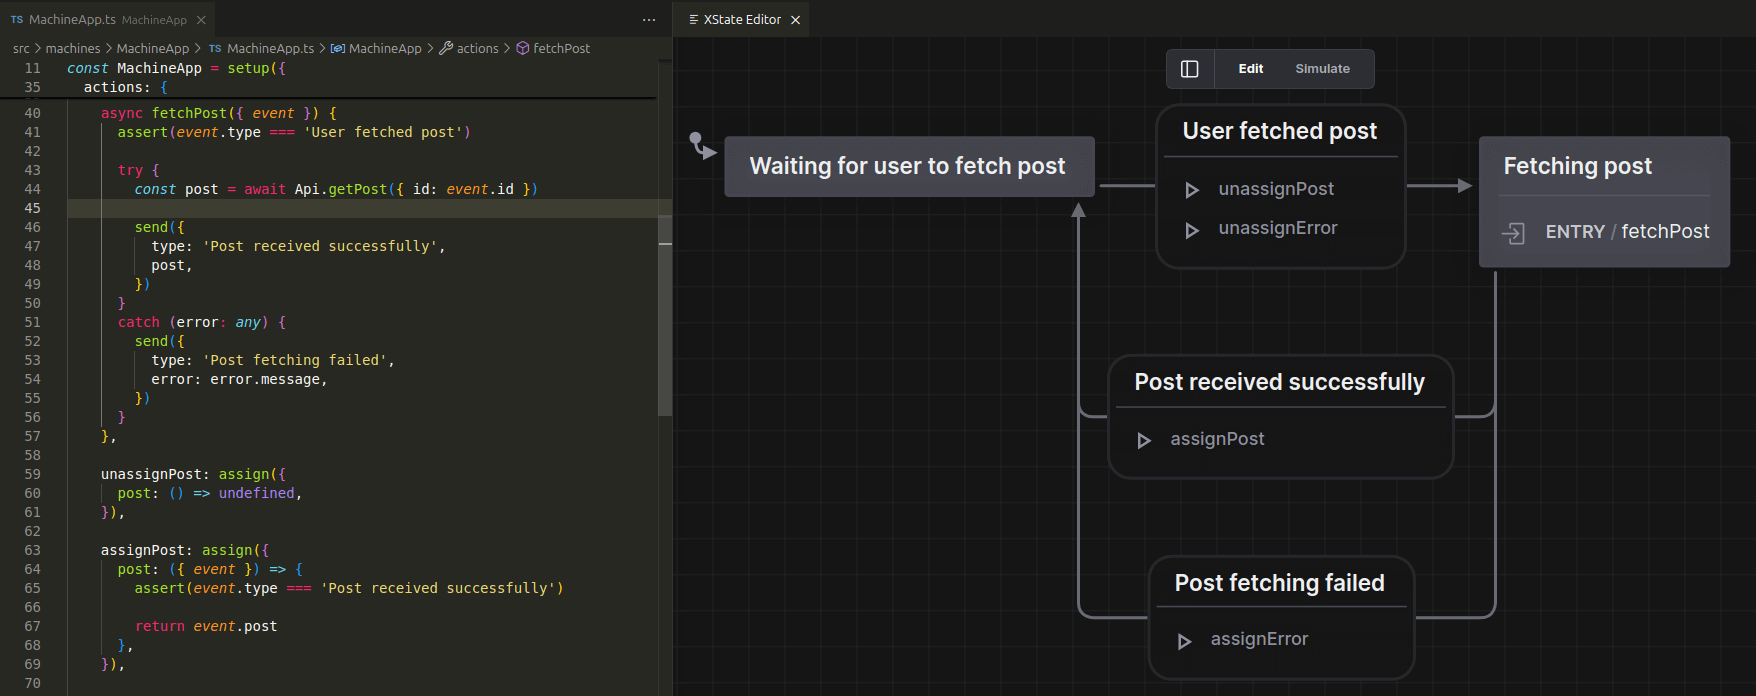 TS MachineApp.ts MachineApp
src > machines > MachineApp > TS MachineApp.ts > MachineApp > actions > fetchPost
11 const MachineApp = setup({
35 actions: {
40 async fetchPost({ event }) {
41 assert(event.type === 'User fetched post')
42
43 try {
44 const post = await Api.getPost({ id: event.id })
45
46 send({
47 type: 'Post received successfully',
48 post,
49 })
50 }
51 catch (error: any) {
52 send({
53 type: 'Post fetching failed',
54 error: error.message,
55 })
56 }
57 },
58
59 unassignPost: assign({
60 post: () => undefined,
61 }),
62
63 assignPost: assign({
64 post: ({ event }) => {
65 assert(event.type === 'Post received successfully')
66
67 return event.post
68 },
69 }),
70
XState Editor
Edit Simulate
Waiting for user to fetch post
User fetched post
unassignPost
unassignError
Fetching post
ENTRY / fetchPost
Post received successfully
assignPost
Post fetching failed
assignError